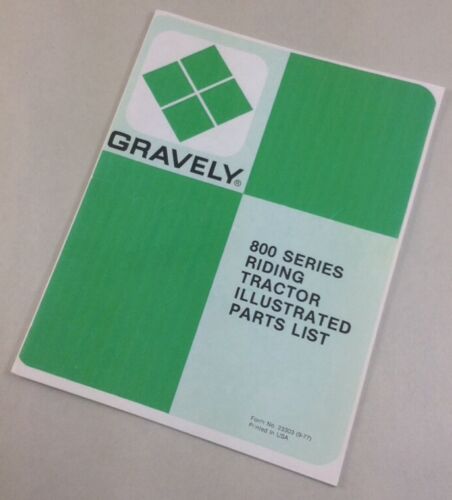 GRAVELY®
800 SERIES
RIDING
TRACTOR
ILLUSTRATED
PARTS LIST
Form No. 23303 (9-77)
Printed in USA